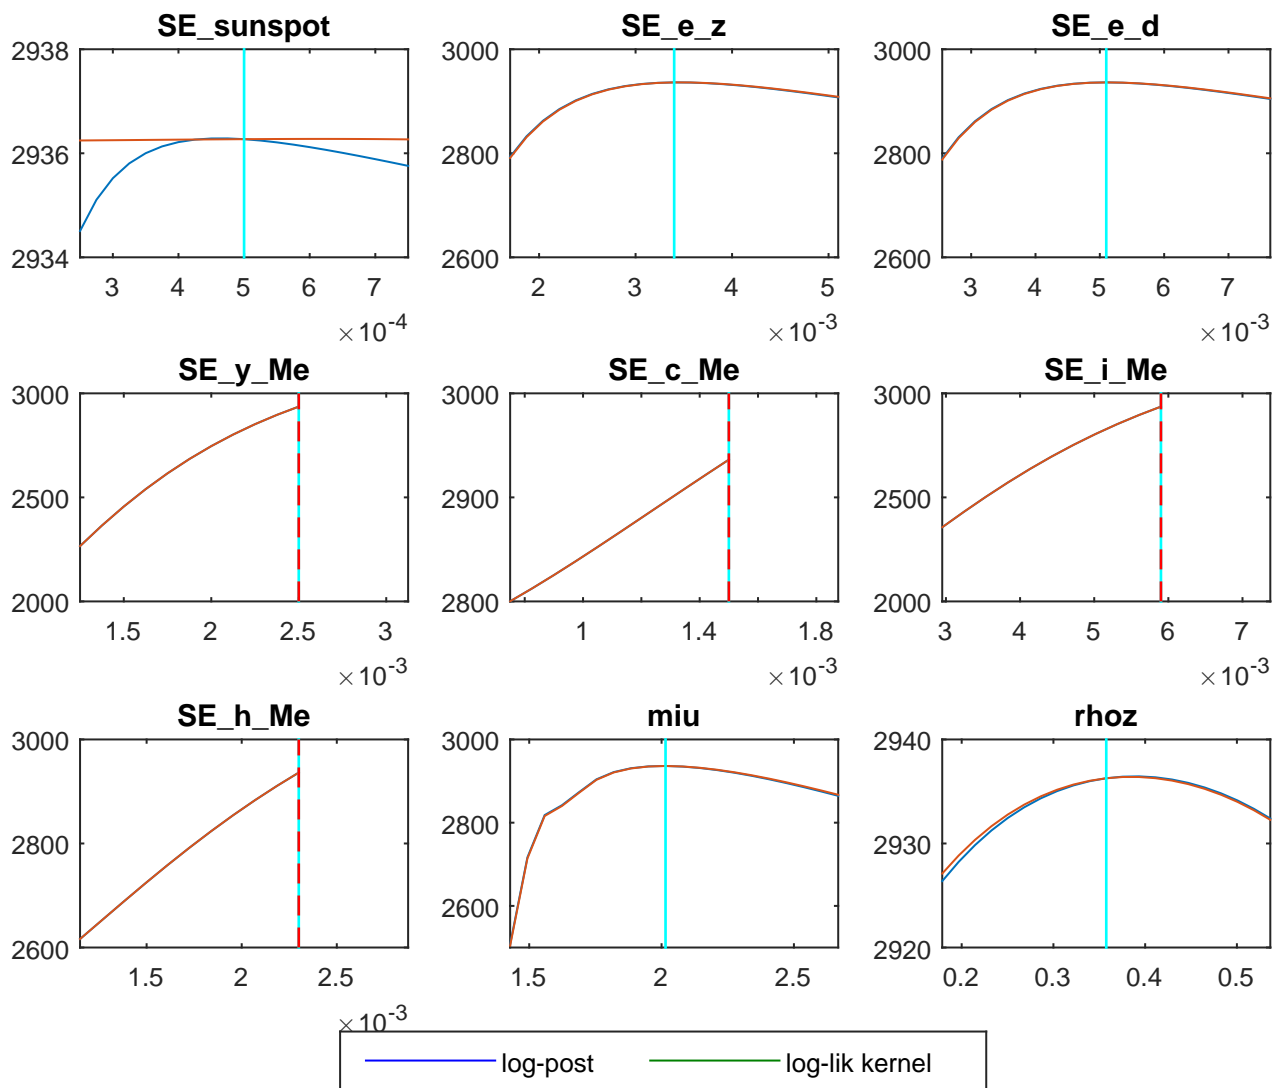 SE_sunspot
2938
2936
2934
3 4 5 6 7
×10-4
SE_e_z
3000
2800
2600
2 3 4 5
×10-3
SE_e_d
3000
2800
2600
3 4 5 6 7
×10-3
SE_y_Me
3000
2500
2000
1.5 2 2.5 3
×10-3
SE_c_Me
3000
2900
2800
1 1.4 1.8
×10-3
SE_i_Me
3000
2500
2000
3 4 5 6 7
×10-3
SE_h_Me
3000
2800
2600
1.5 2 2.5
×10-3
miu
3000
2800
2600
1.5 2 2.5
rhoz
2940
2930
2920
0.2 0.3 0.4 0.5
log-post log-lik kernel